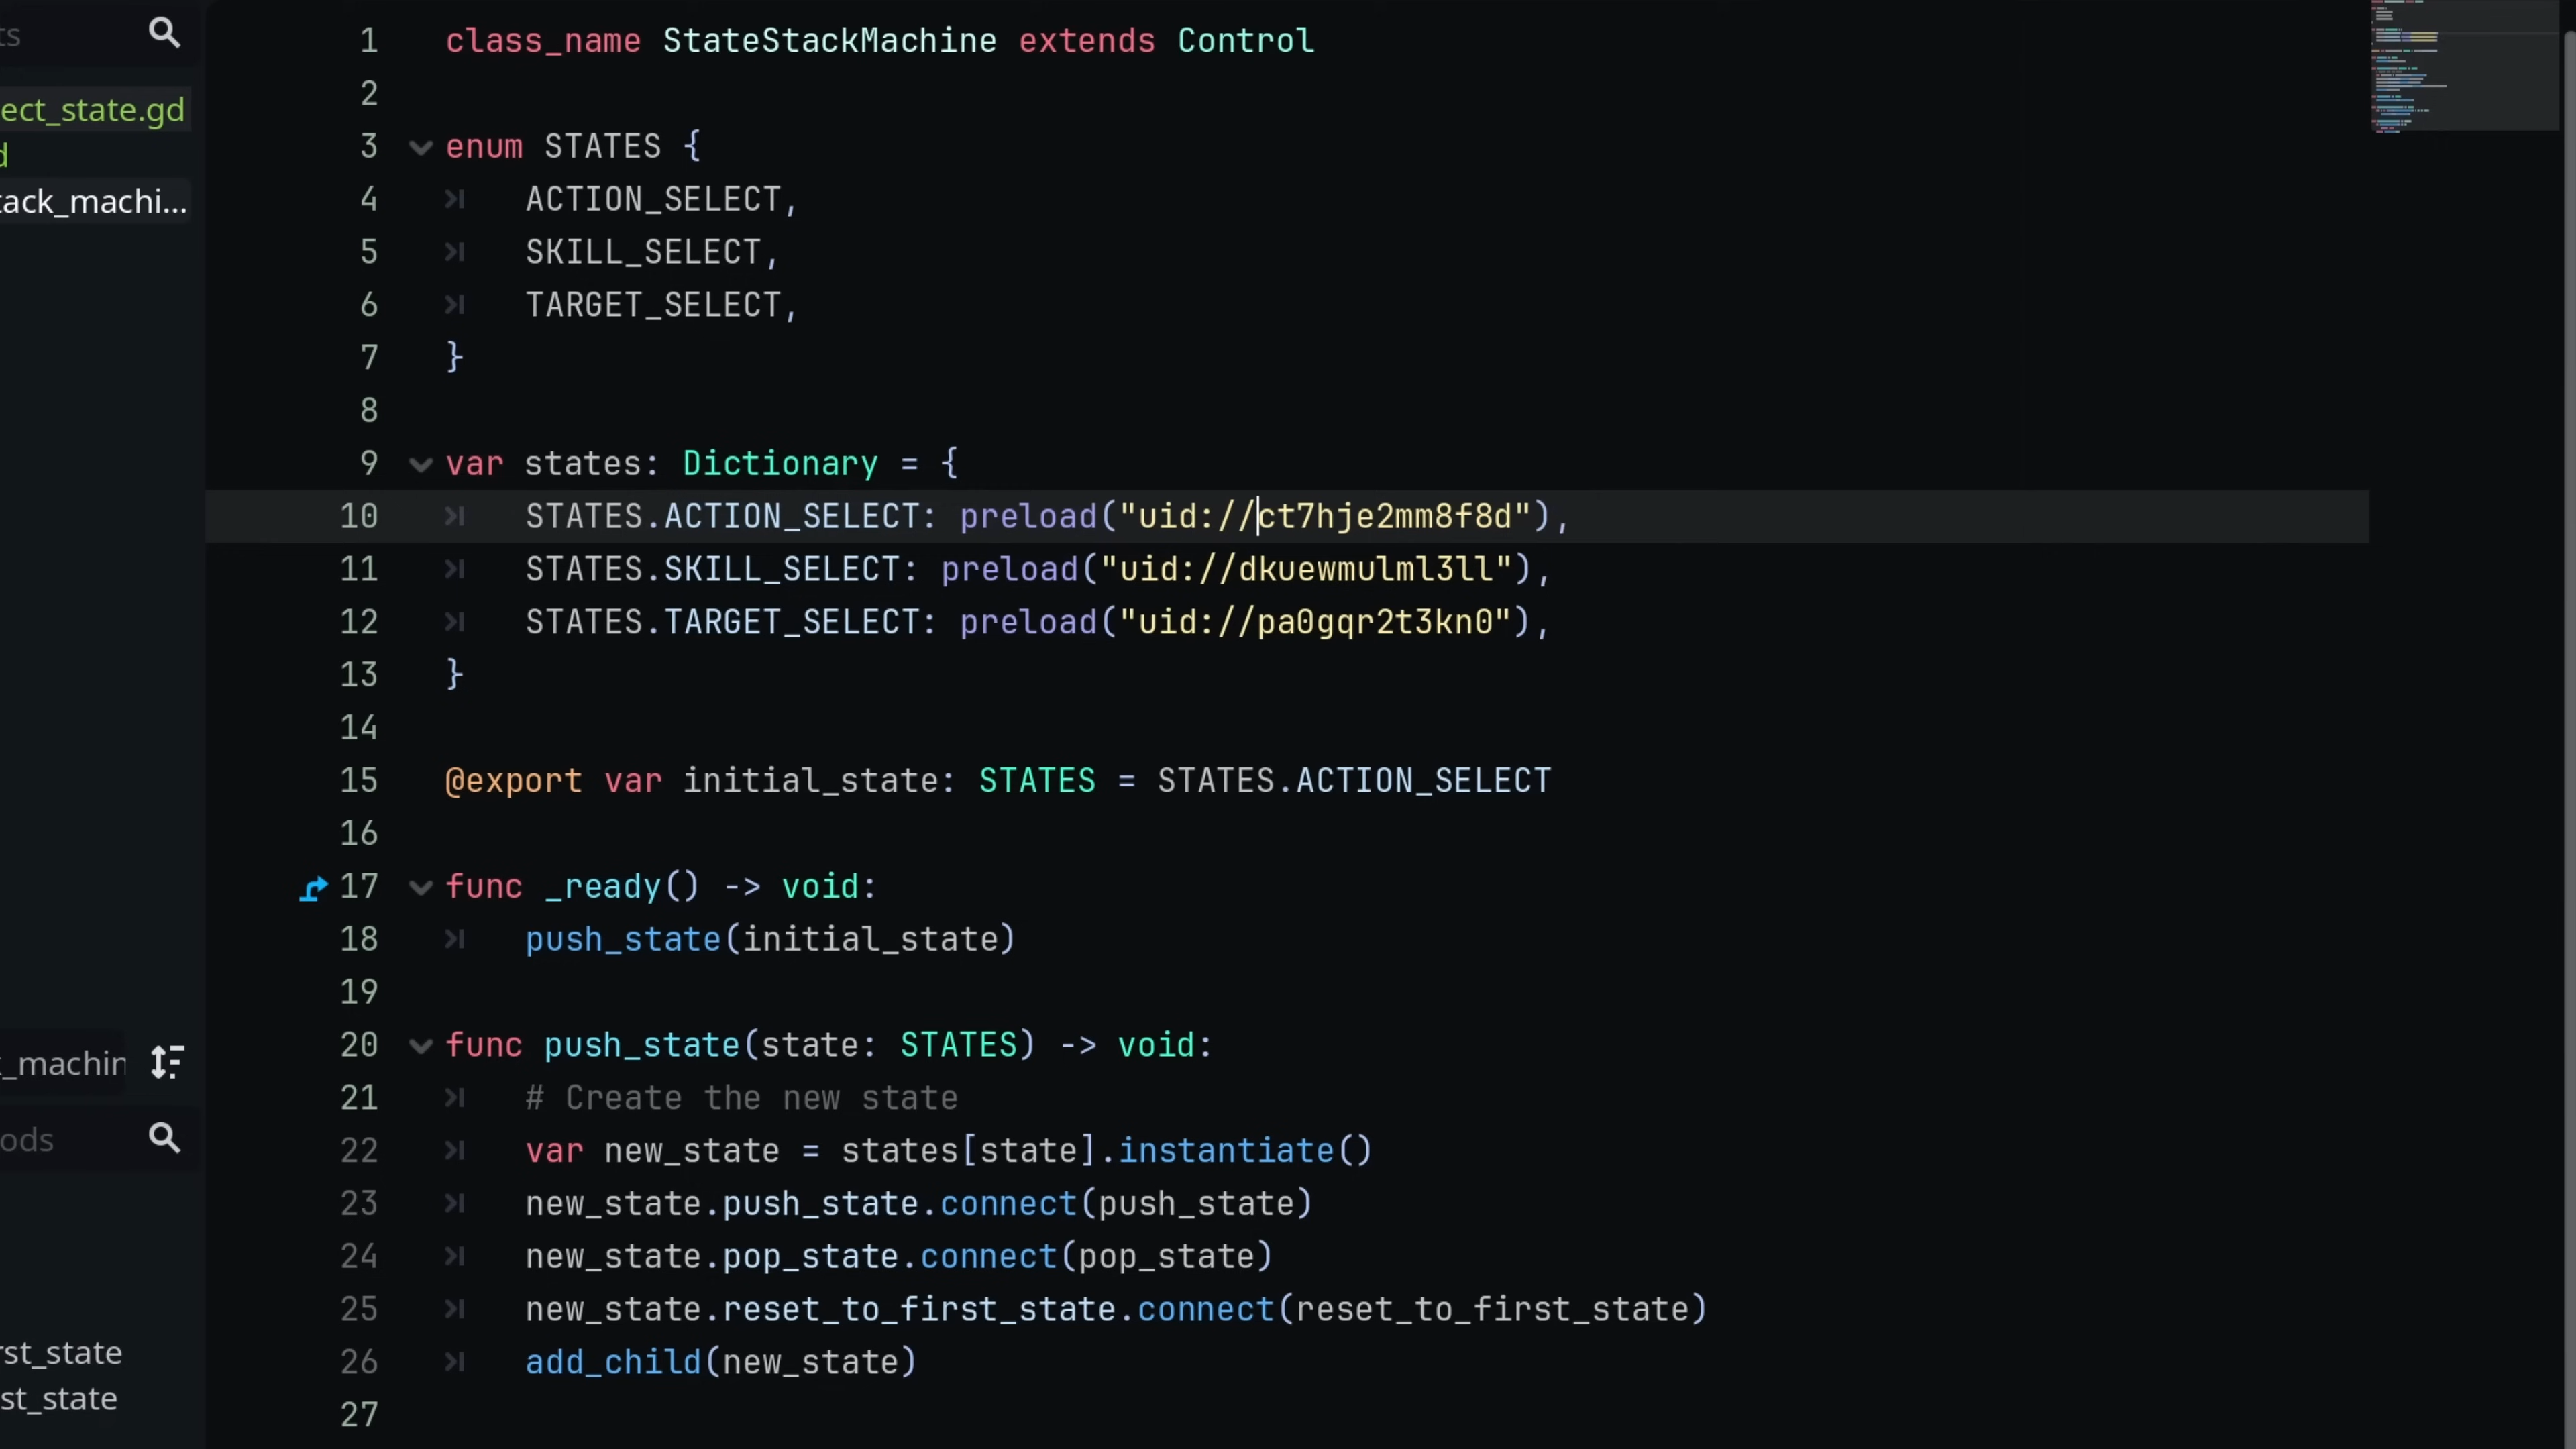 ts
1 class_name StateStackMachine extends Control
2
ect_state.gd
3 enum STATES {
d
4 ACTION_SELECT,
tack_machi...
5 SKILL_SELECT,
6 TARGET_SELECT,
7 }
8
9 var states: Dictionary = {
10 STATES.ACTION_SELECT: preload("uid://ct7hje2mm8f8d"),
11 STATES.SKILL_SELECT: preload("uid://dkuewmulml3ll"),
12 STATES.TARGET_SELECT: preload("uid://pa0gqr2t3kn0"),
13 }
14
15 @export var initial_state: STATES = STATES.ACTION_SELECT
16
17 func _ready() -> void:
18 push_state(initial_state)
19
20 func push_state(state: STATES) -> void:
k_machin
21 # Create the new state
ods
22 var new_state = states[state].instantiate()
23 new_state.push_state.connect(push_state)
24 new_state.pop_state.connect(pop_state)
25 new_state.reset_to_first_state.connect(reset_to_first_state)
rst_state
26 add_child(new_state)
st_state
27